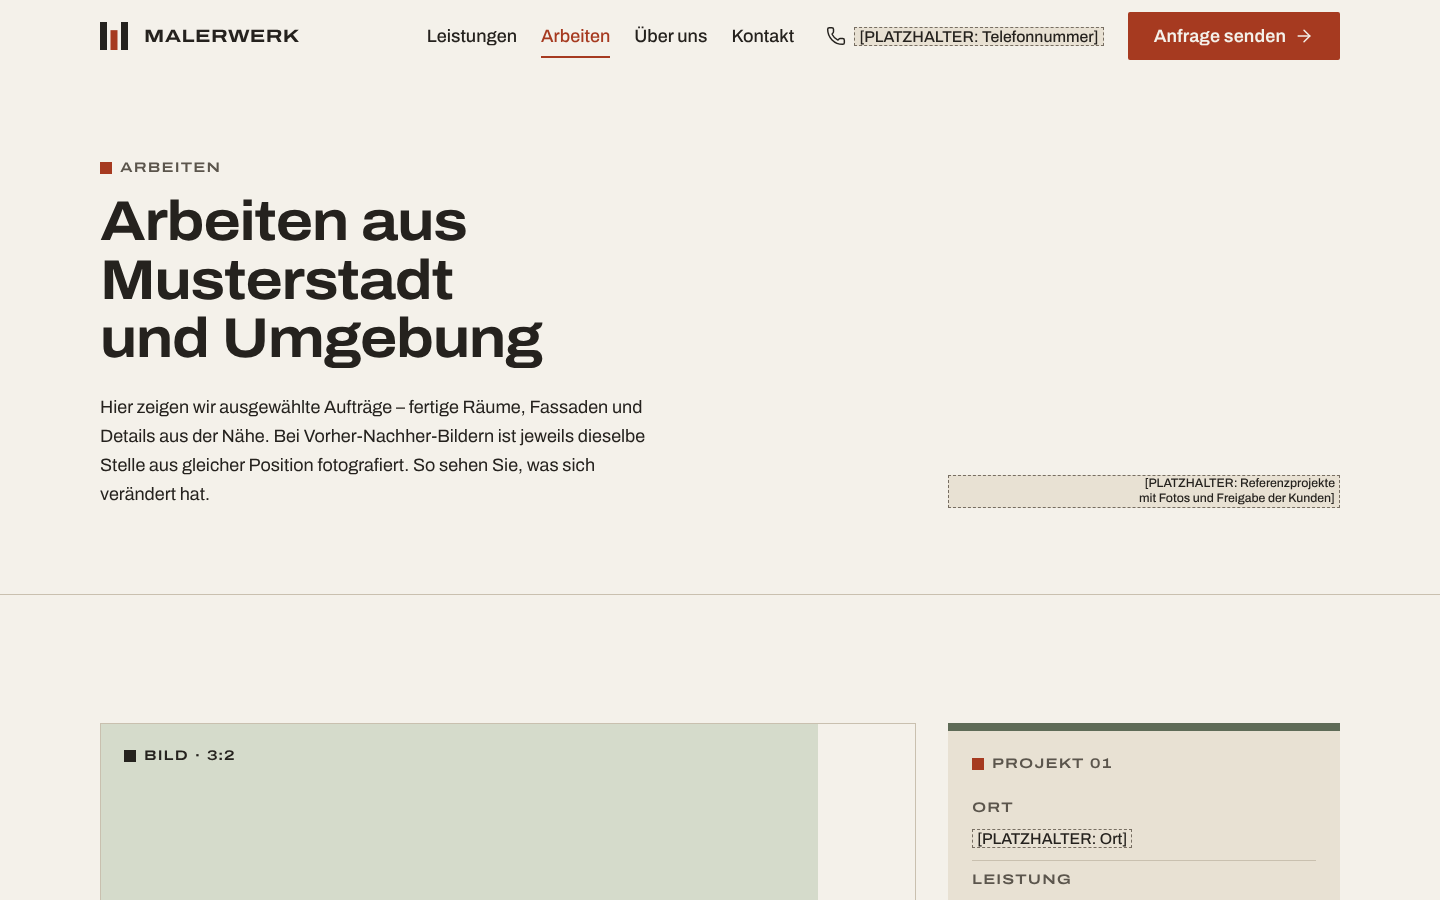 MALERWERK
Leistungen Arbeiten Über uns Kontakt [PLATZHALTER: Telefonnummer] Anfrage senden
ARBEITEN
Arbeiten aus
Musterstadt
und Umgebung
Hier zeigen wir ausgewählte Aufträge – fertige Räume, Fassaden und
Details aus der Nähe. Bei Vorher-Nachher-Bildern ist jeweils dieselbe
Stelle aus gleicher Position fotografiert. So sehen Sie, was sich
verändert hat.
[PLATZHALTER: Referenzprojekte
mit Fotos und Freigabe der Kunden]
BILD · 3:2
PROJEKT 01
ORT
[PLATZHALTER: Ort]
LEISTUNG